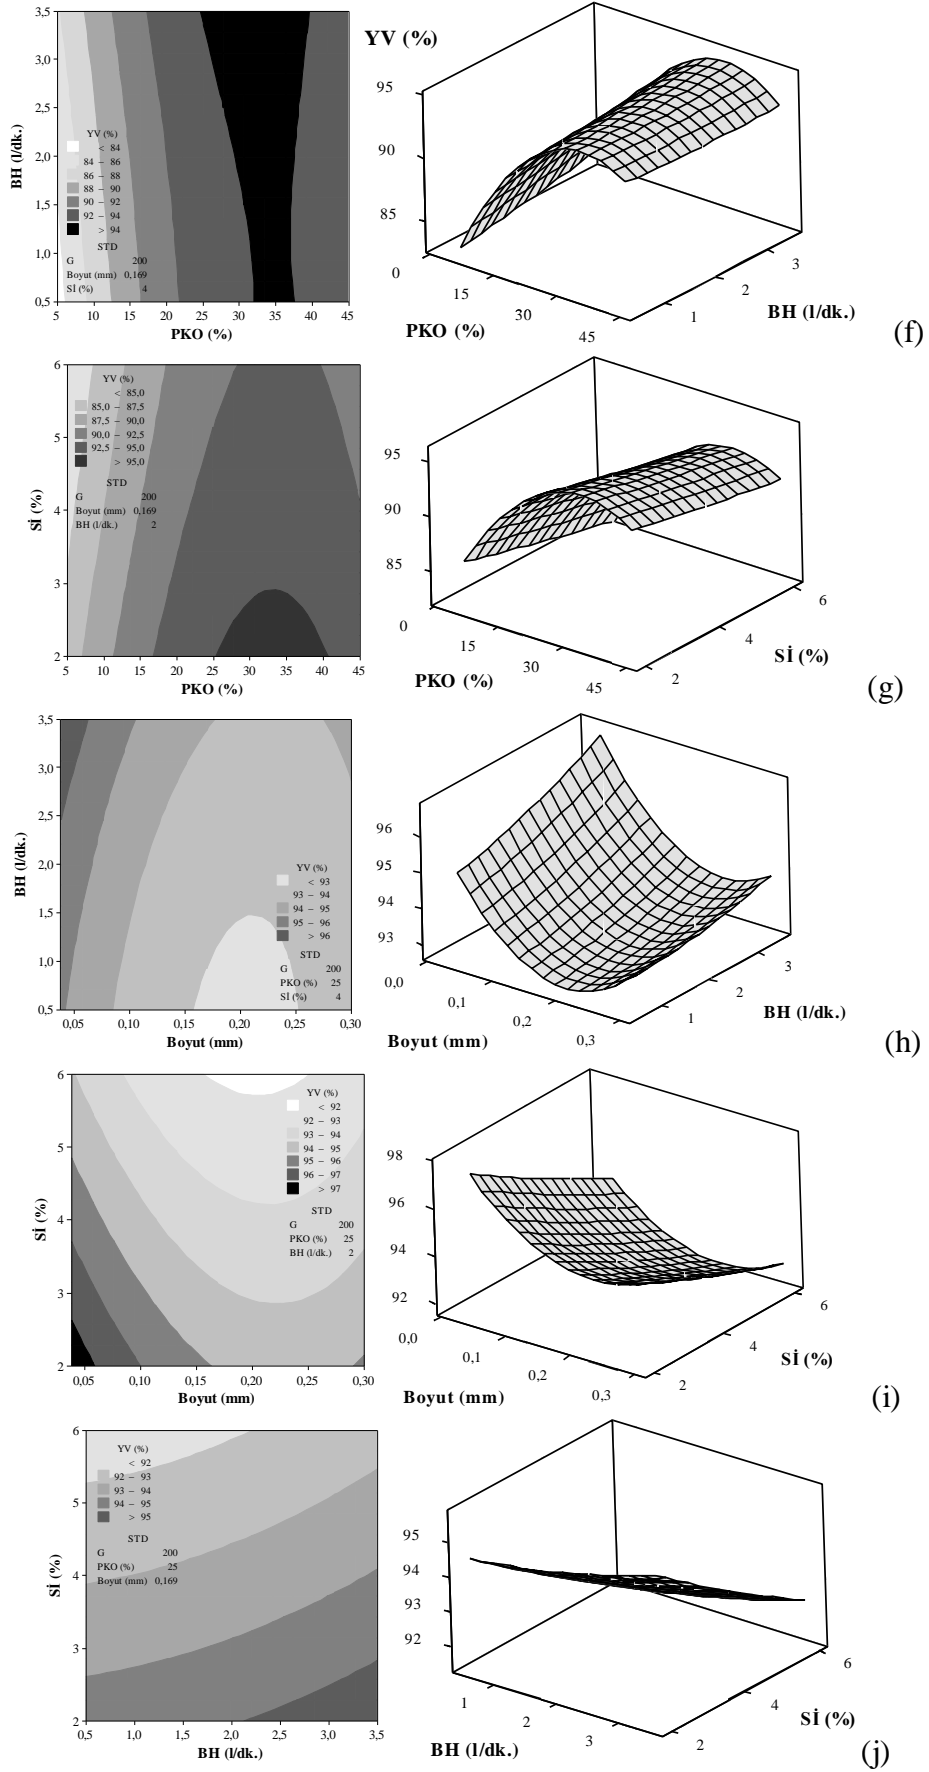 3,5
3,0
2,5
2,0
1,5
1,0
0,5
BH (l/dk.)
YV (%)
< 84
84 – 86
86 – 88
88 – 90
90 – 92
92 – 94
> 94
STD
G 200
Boyut (mm) 0,169
Sİ (%) 4
5 10 15 20 25 30 35 40 45
PKO (%)
YV (%)
95
90
85
0
15
30
45
PKO (%)
1
2
3
BH (l/dk.)
(f)
6
5
4
3
2
Sİ (%)
YV (%)
< 85,0
85,0 – 87,5
87,5 – 90,0
90,0 – 92,5
92,5 – 95,0
> 95,0
STD
G 200
Boyut (mm) 0,169
BH (l/dk.) 2
5 10 15 20 25 30 35 40 45
PKO (%)
95
90
85
0
15
30
45
PKO (%)
2
4
6
Sİ (%)
(g)
3,5
3,0
2,5
2,0
1,5
1,0
0,5
BH (l/dk.)
YV (%)
< 93
93 – 94
94 – 95
95 – 96
> 96
STD
G 200
PKO (%) 25
Sİ (%) 4
0,05 0,10 0,15 0,20 0,25 0,30
Boyut (mm)
96
95
94
93
0,0
0,1
0,2
0,3
Boyut (mm)
1
2
3
BH (l/dk.)
(h)
6
5
4
3
2
Sİ (%)
YV (%)
< 92
92 – 93
93 – 94
94 – 95
95 – 96
96 – 97
> 97
STD
G 200
PKO (%) 25
BH (l/dk.) 2
0,05 0,10 0,15 0,20 0,25 0,30
Boyut (mm)
98
96
94
92
0,0
0,1
0,2
0,3
Boyut (mm)
2
4
6
Sİ (%)
(i)
6
5
4
3
2
Sİ (%)
YV (%)
< 92
92 – 93
93 – 94
94 – 95
> 95
STD
G 200
PKO (%) 25
Boyut (mm) 0,169
0,5 1,0 1,5 2,0 2,5 3,0 3,5
BH (l/dk.)
95
94
93
92
1
2
3
BH (l/dk.)
2
4
6
Sİ (%)
(j)